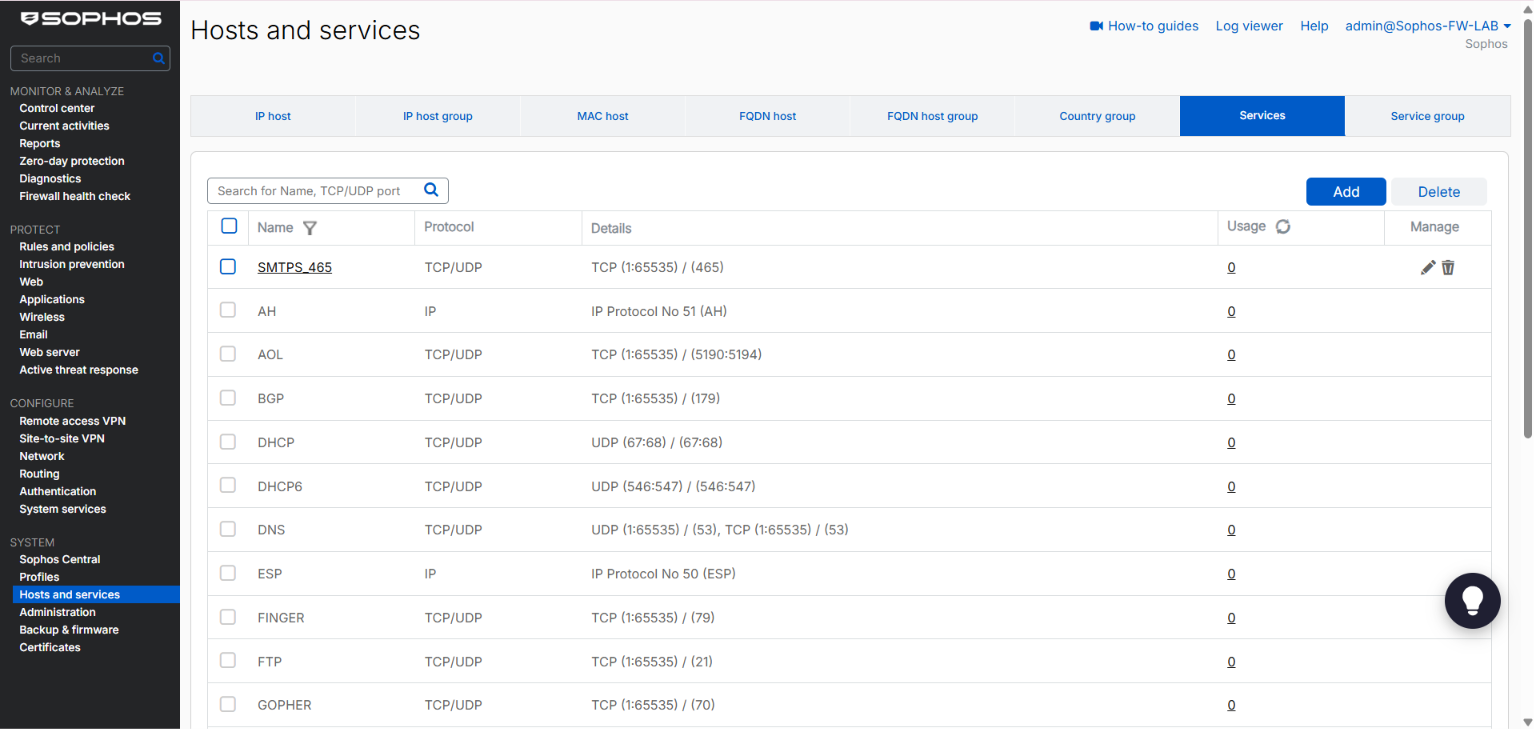 SOPHOS
Search
MONITOR & ANALYZE
Control center
Current activities
Reports
Zero-day protection
Diagnostics
Firewall health check
PROTECT
Rules and policies
Intrusion prevention
Web
Applications
Wireless
Email
Web server
Active threat response
CONFIGURE
Remote access VPN
Site-to-site VPN
Network
Routing
Authentication
System services
SYSTEM
Sophos Central
Profiles
Hosts and services
Administration
Backup & firmware
Certificates
Hosts and services
How-to guides Log viewer Help admin@Sophos-FW-LAB
Sophos
IP host IP host group MAC host FQDN host FQDN host group Country group Services Service group
Search for Name, TCP/UDP port Add Delete
Name Protocol Details Usage Manage
SMTPS_465 TCP/UDP TCP (1:65535) / (465) 0
AH IP IP Protocol No 51 (AH) 0
AOL TCP/UDP TCP (1:65535) / (5190:5194) 0
BGP TCP/UDP TCP (1:65535) / (179) 0
DHCP TCP/UDP UDP (67:68) / (67:68) 0
DHCP6 TCP/UDP UDP (546:547) / (546:547) 0
DNS TCP/UDP UDP (1:65535) / (53), TCP (1:65535) / (53) 0
ESP IP IP Protocol No 50 (ESP) 0
FINGER TCP/UDP TCP (1:65535) / (79) 0
FTP TCP/UDP TCP (1:65535) / (21) 0
GOPHER TCP/UDP TCP (1:65535) / (70) 0